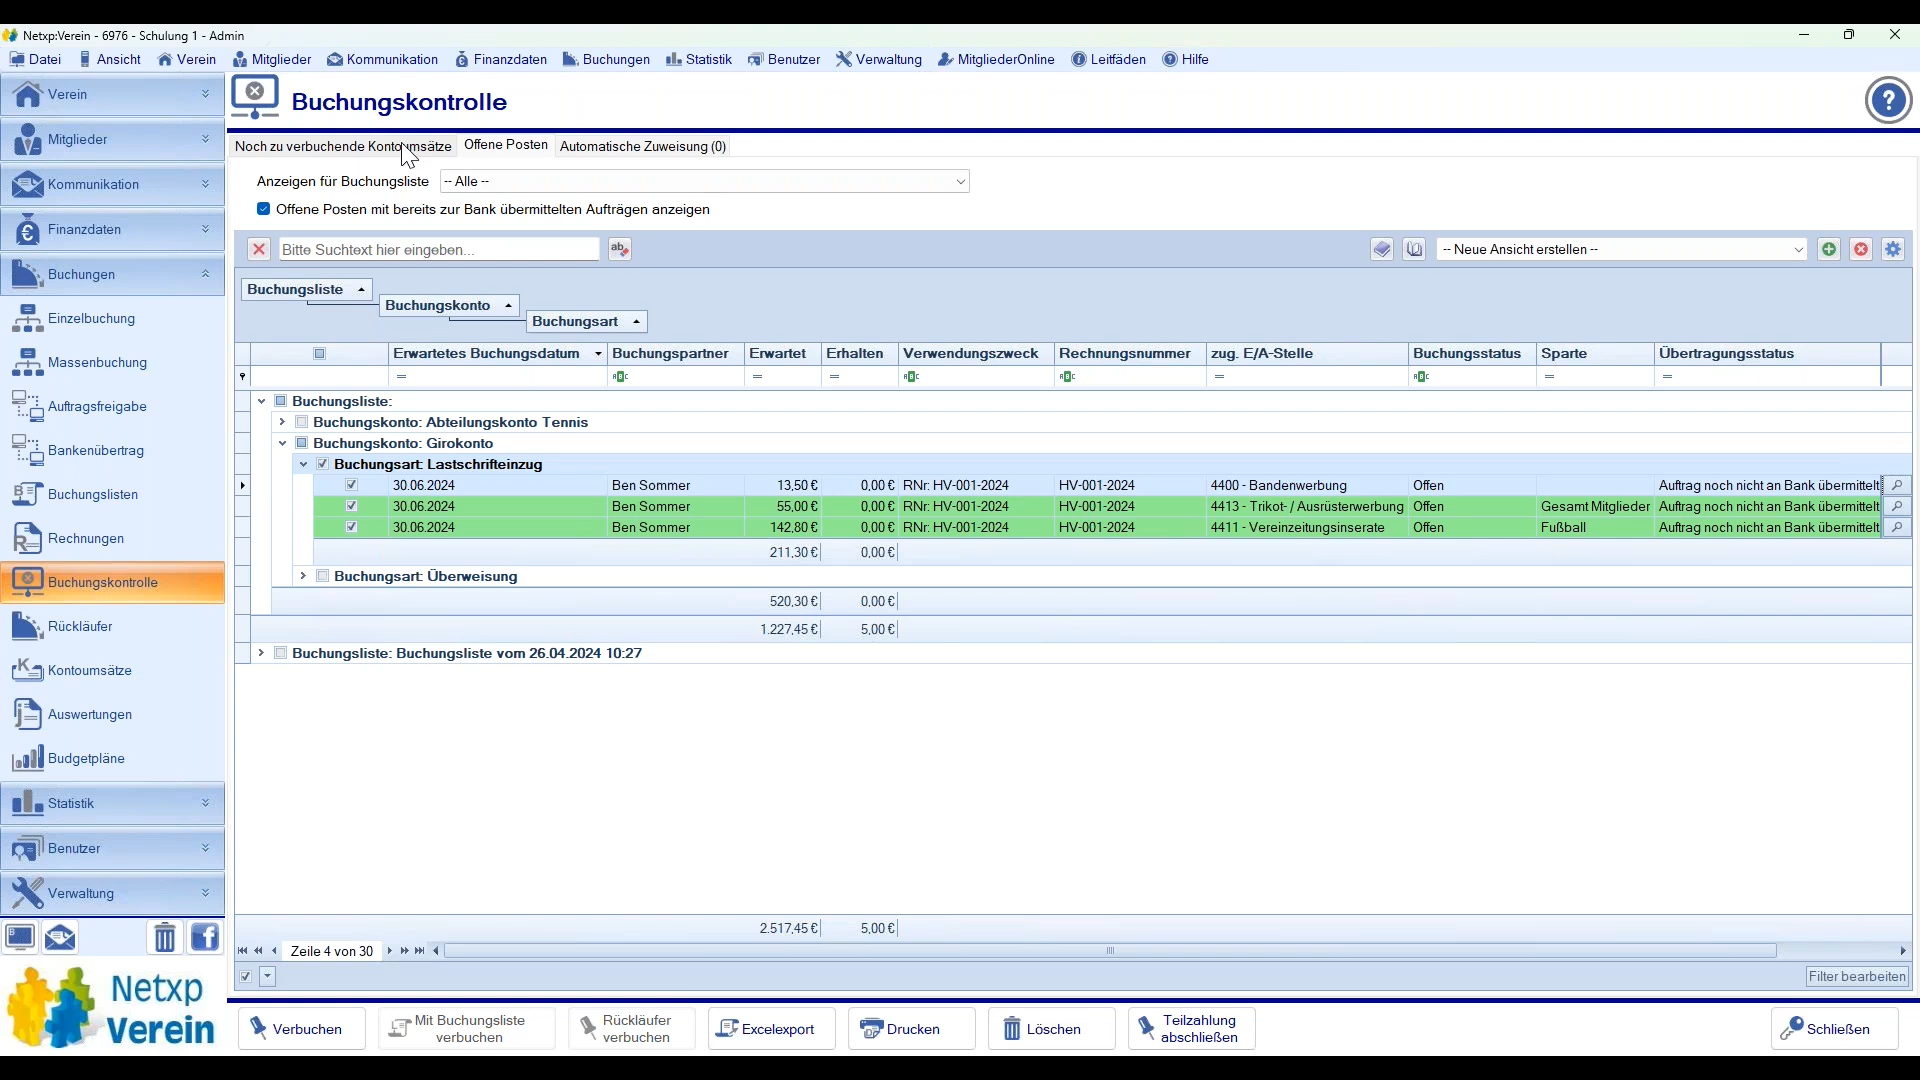 Netxp:Verein - 6976 - Schulung 1 - Admin
Datei Ansicht Verein Mitglieder Kommunikation Finanzdaten Buchungen Statistik Benutzer Verwaltung MitgliederOnline Leitfäden Hilfe
Verein
Mitglieder
Kommunikation
Finanzdaten
Buchungen
Einzelbuchung
Massenbuchung
Auftragsfreigabe
Bankenübertrag
Buchungslisten
Rechnungen
Buchungskontrolle
Rückläufer
Kontoumsätze
Auswertungen
Budgetpläne
Statistik
Benutzer
Verwaltung
Netxp
Verein
Buchungskontrolle
Noch zu verbuchende Kontoumsätze Offene Posten Automatische Zuweisung (0)
Anzeigen für Buchungsliste -- Alle --
Offene Posten mit bereits zur Bank übermittelten Aufträgen anzeigen
Bitte Suchtext hier eingeben... -- Neue Ansicht erstellen --
Buchungsliste
Buchungskonto
Buchungsart
Erwartetes Buchungsdatum Buchungspartner Erwartet Erhalten Verwendungszweck Rechnungsnummer zug. E/A-Stelle Buchungsstatus Sparte Übertragungsstatus
Buchungsliste:
Buchungskonto: Abteilungskonto Tennis
Buchungskonto: Girokonto
Buchungsart: Lastschrifteinzug
30.06.2024 Ben Sommer 13,50 € 0,00 € RNr: HV-001-2024 HV-001-2024 4400 - Bandenwerbung Offen Auftrag noch nicht an Bank übermittelt
30.06.2024 Ben Sommer 55,00 € 0,00 € RNr: HV-001-2024 HV-001-2024 4413 - Trikot- / Ausrüsterwerbung Offen Gesamt Mitglieder Auftrag noch nicht an Bank übermittelt
30.06.2024 Ben Sommer 142,80 € 0,00 € RNr: HV-001-2024 HV-001-2024 4411 - Vereinzeitungsinserate Offen Fußball Auftrag noch nicht an Bank übermittelt
211,30 € 0,00 €
Buchungsart: Überweisung
520,30 € 0,00 €
1.227,45 € 5,00 €
Buchungsliste: Buchungsliste vom 26.04.2024 10:27
2.517,45 € 5,00 €
Zeile 4 von 30
Filter bearbeiten
Verbuchen
Mit Buchungsliste
verbuchen
Rückläufer
verbuchen
Excelexport
Drucken
Löschen
Teilzahlung
abschließen
Schließen